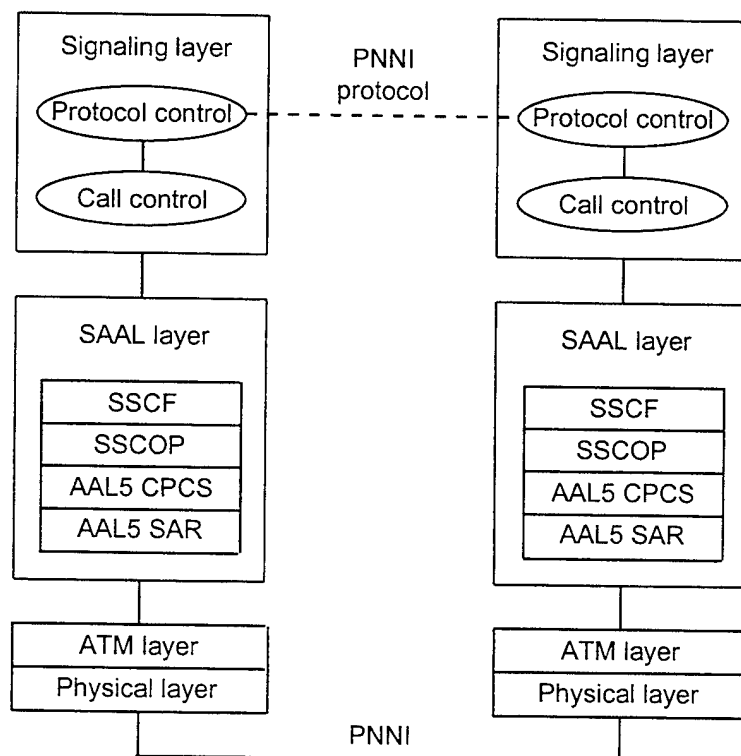 Signaling layer
Protocol control
Call control
SAAL layer
SSCF
SSCOP
AAL5 CPCS
AAL5 SAR
ATM layer
Physical layer
PNNI
protocol
PNNI
Signaling layer
Protocol control
Call control
SAAL layer
SSCF
SSCOP
AAL5 CPCS
AAL5 SAR
ATM layer
Physical layer